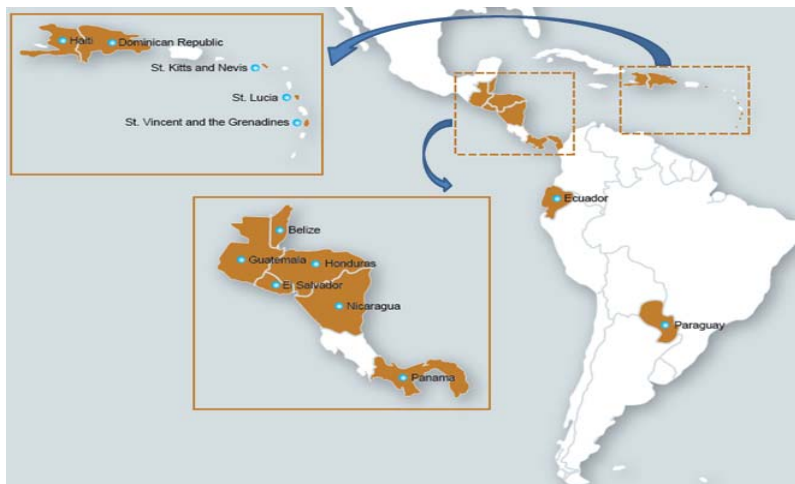 Haiti
Dominican Republic
St. Kitts and Nevis
St. Lucia
St. Vincent and the Grenadines
Ecuador
Belize
Guatemala
Honduras
El Salvador
Nicaragua
Paraguay
Panama